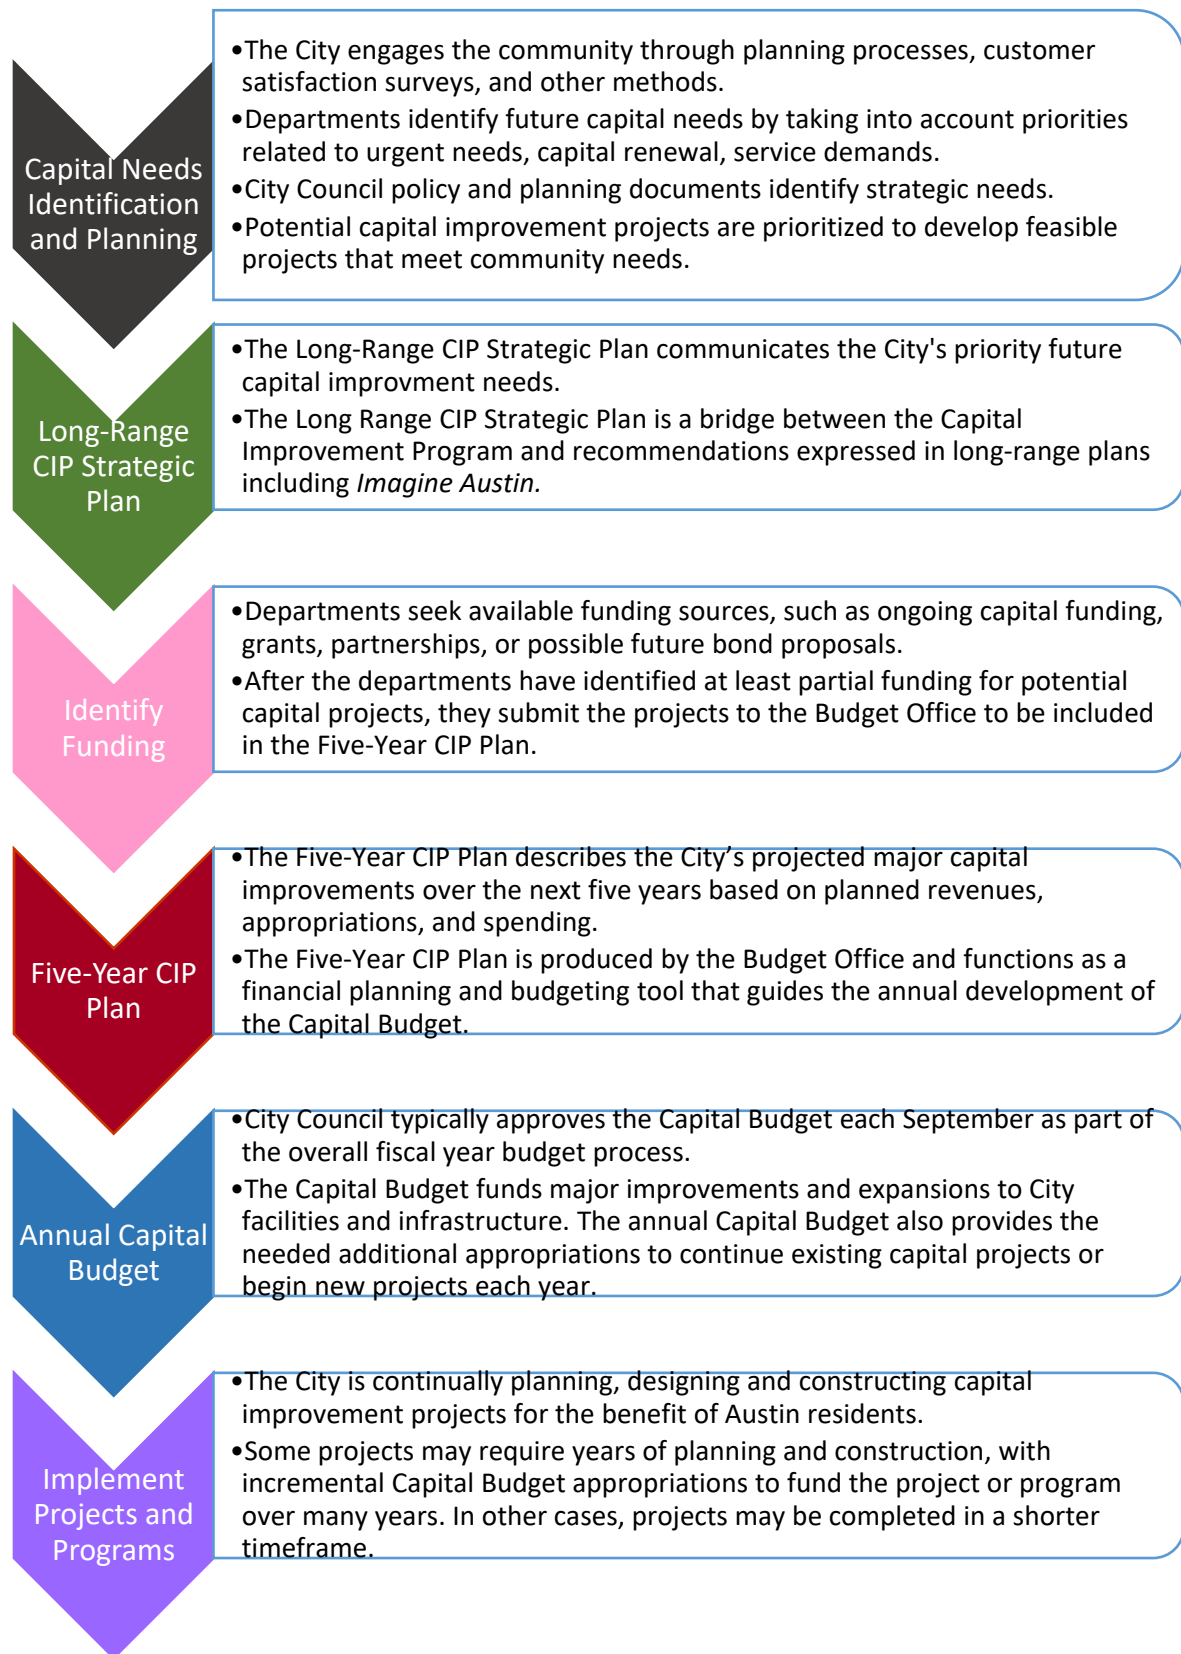 Capital Needs
Identification
and Planning
•The City engages the community through planning processes, customer
satisfaction surveys, and other methods.
•Departments identify future capital needs by taking into account priorities
related to urgent needs, capital renewal, service demands.
•City Council policy and planning documents identify strategic needs.
•Potential capital improvement projects are prioritized to develop feasible
projects that meet community needs.
Long-Range
CIP Strategic
Plan
•The Long-Range CIP Strategic Plan communicates the City's priority future
capital improvment needs.
•The Long Range CIP Strategic Plan is a bridge between the Capital
Improvement Program and recommendations expressed in long-range plans
including Imagine Austin.
Identify
Funding
•Departments seek available funding sources, such as ongoing capital funding,
grants, partnerships, or possible future bond proposals.
•After the departments have identified at least partial funding for potential
capital projects, they submit the projects to the Budget Office to be included
in the Five-Year CIP Plan.
Five-Year CIP
Plan
•The Five-Year CIP Plan describes the City’s projected major capital
improvements over the next five years based on planned revenues,
appropriations, and spending.
•The Five-Year CIP Plan is produced by the Budget Office and functions as a
financial planning and budgeting tool that guides the annual development of
the Capital Budget.
Annual Capital
Budget
•City Council typically approves the Capital Budget each September as part of
the overall fiscal year budget process.
•The Capital Budget funds major improvements and expansions to City
facilities and infrastructure. The annual Capital Budget also provides the
needed additional appropriations to continue existing capital projects or
begin new projects each year.
Implement
Projects and
Programs
•The City is continually planning, designing and constructing capital
improvement projects for the benefit of Austin residents.
•Some projects may require years of planning and construction, with
incremental Capital Budget appropriations to fund the project or program
over many years. In other cases, projects may be completed in a shorter
timeframe.